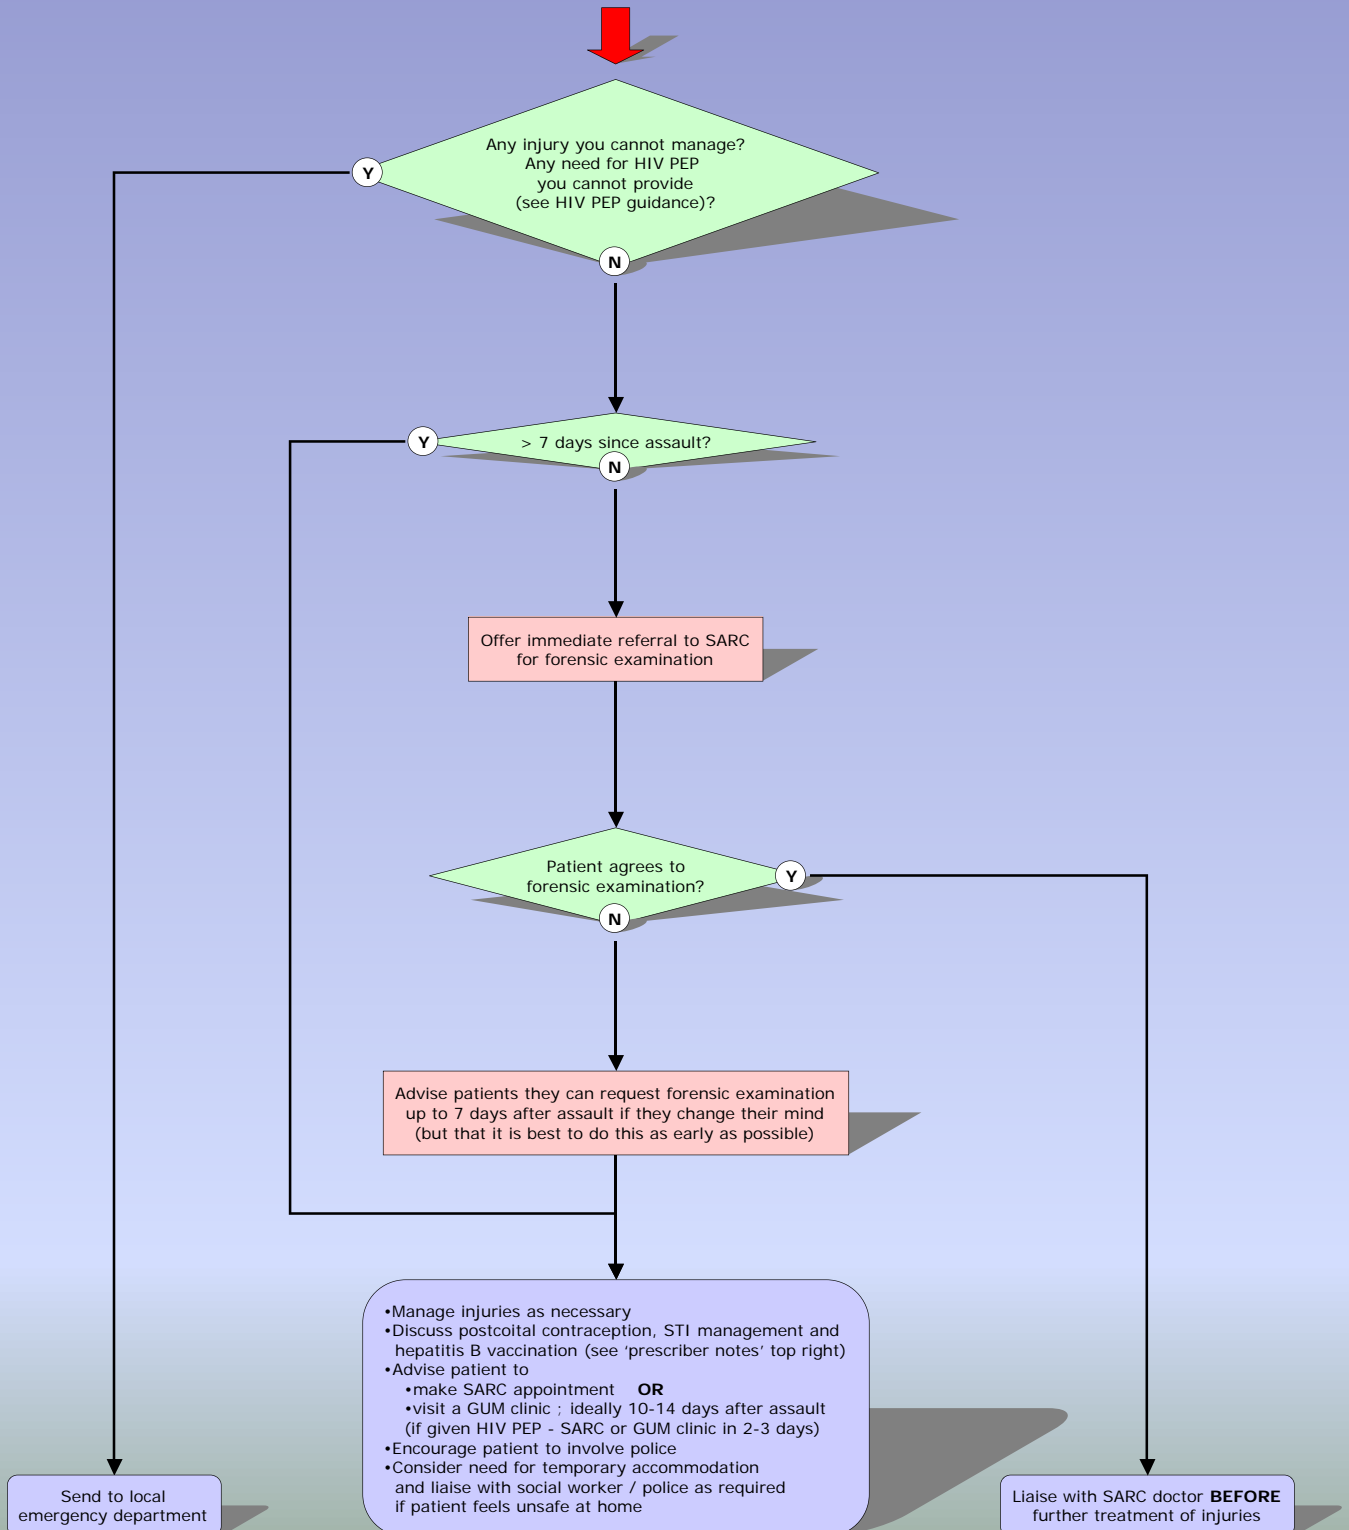 Any injury you cannot manage?
Any need for HIV PEP
you cannot provide
(see HIV PEP guidance)?
Y
N
> 7 days since assault?
Y
N
Offer immediate referral to SARC
for forensic examination
Patient agrees to
forensic examination?
Y
N
Advise patients they can request forensic examination
up to 7 days after assault if they change their mind
(but that it is best to do this as early as possible)
•Manage injuries as necessary
•Discuss postcoital contraception, STI management and
hepatitis B vaccination (see ‘prescriber notes’ top right)
•Advise patient to
•make SARC appointment OR
•visit a GUM clinic ; ideally 10-14 days after assault
(if given HIV PEP - SARC or GUM clinic in 2-3 days)
•Encourage patient to involve police
•Consider need for temporary accommodation
and liaise with social worker / police as required
if patient feels unsafe at home
Send to local
emergency department
Liaise with SARC doctor BEFORE
further treatment of injuries